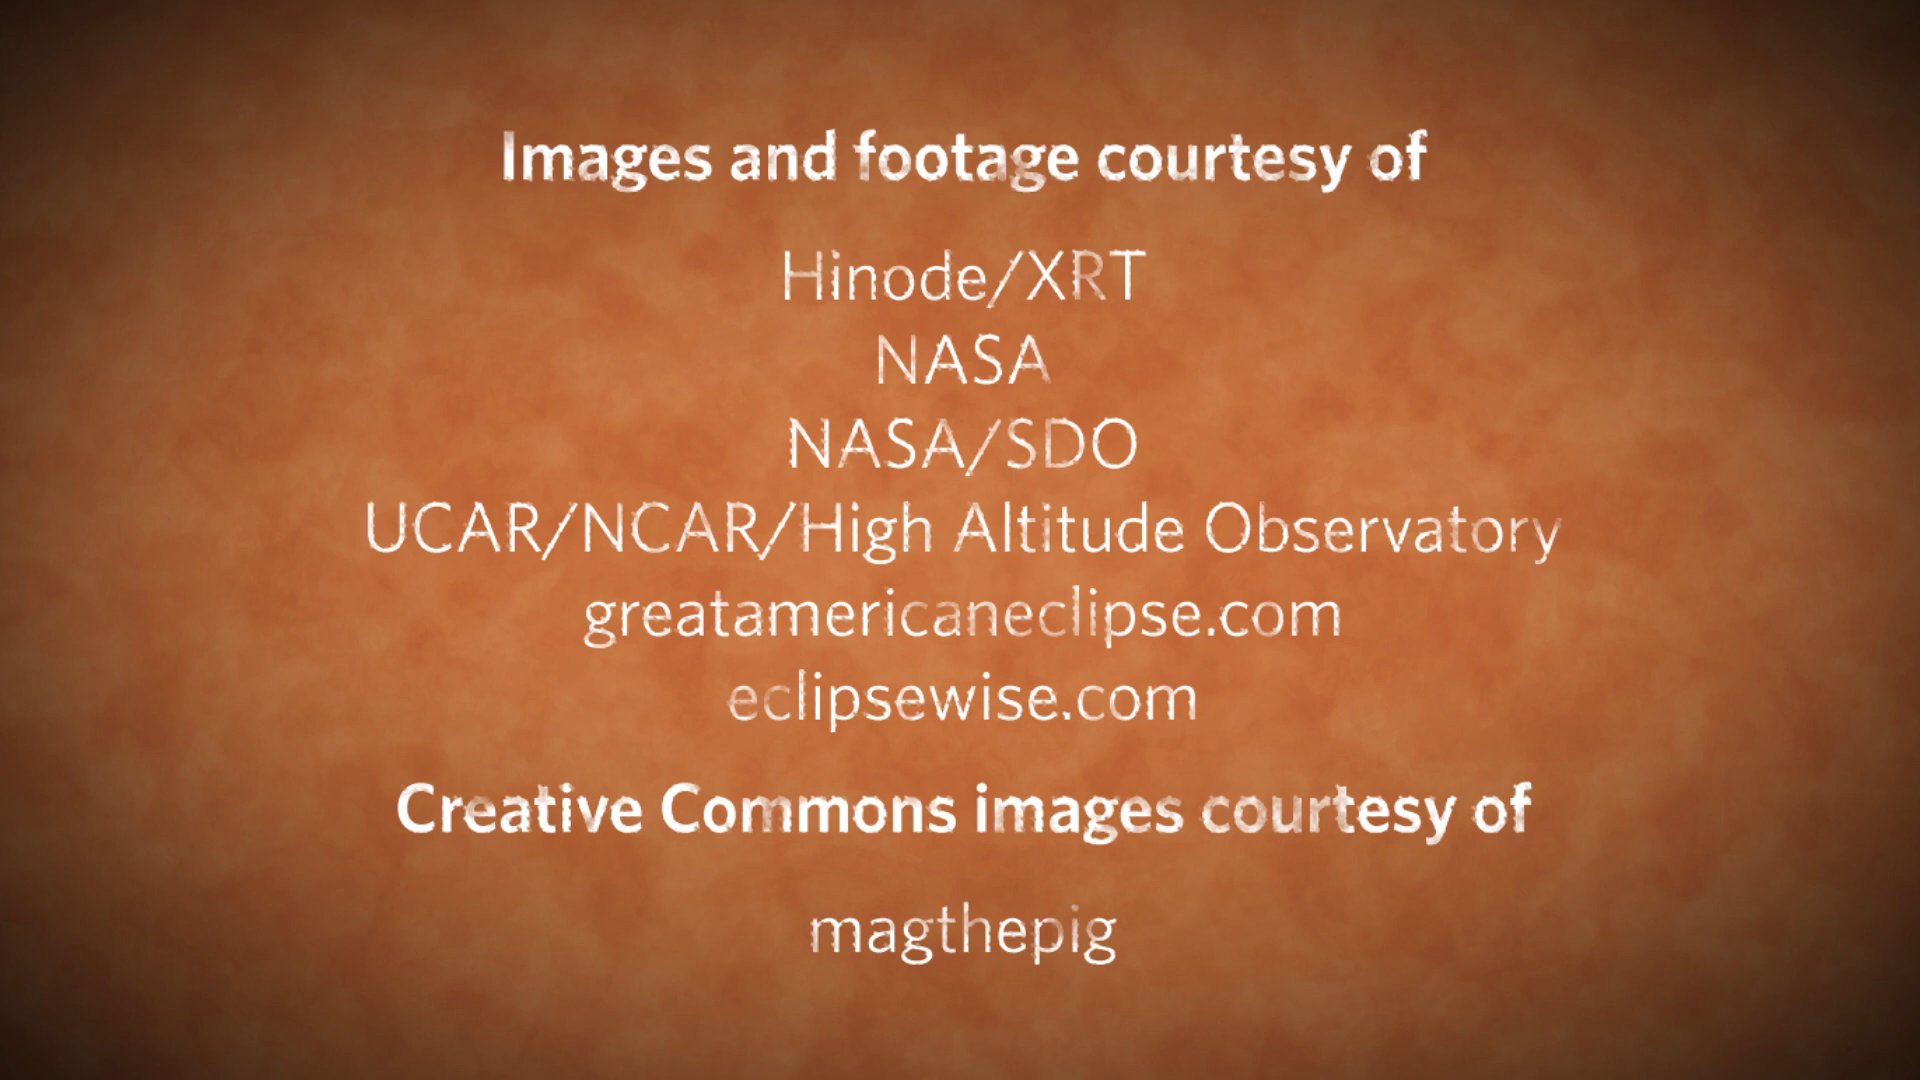 Images and footage courtesy of
Hinode/XRT
NASA
NASA/SDO
UCAR/NCAR/High Altitude Observatory
greatamericaneclipse.com
eclipsewise.com
Creative Commons images courtesy of
magthepig